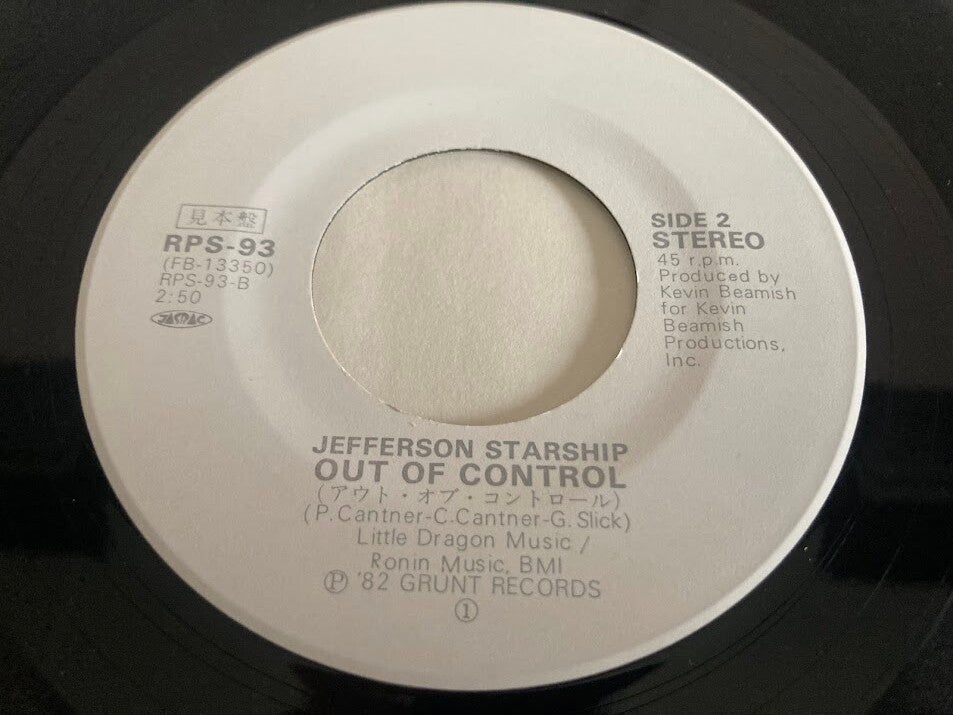 見本盤
RPS-93
(FB-13350)
RPS-93-B
2:50
JASRAC
SIDE 2
STEREO
45 r.p.m.
Produced by
Kevin Beamish
for Kevin
Beamish
Productions,
Inc.
JEFFERSON STARSHIP
OUT OF CONTROL
(アウト・オブ・コントロール)
(P.Cantner-C.Cantner-G.Slick)
Little Dragon Music /
Ronin Music, BMI
Ⓟ '82 GRUNT RECORDS
①